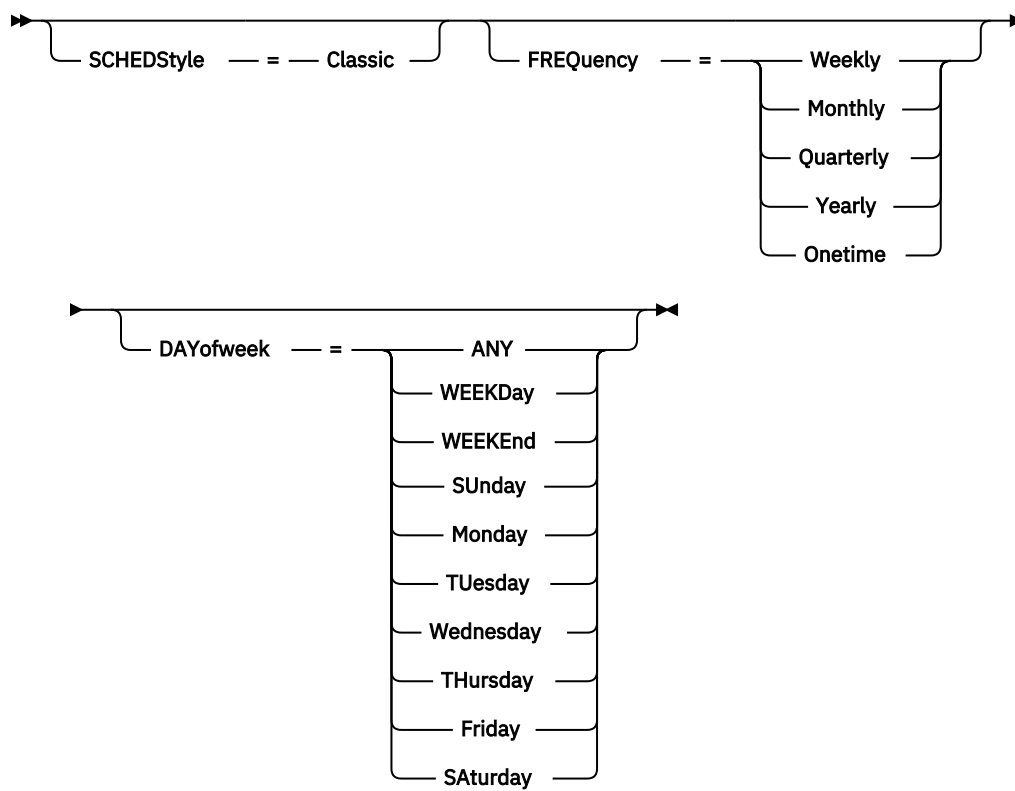 SCHEDStyle = Classic FREQuency = Weekly
Monthly
Quarterly
Yearly
Onetime
DAYofweek = ANY
WEEKDay
WEEKEnd
SUnday
Monday
TUesday
Wednesday
THursday
Friday
SAturday